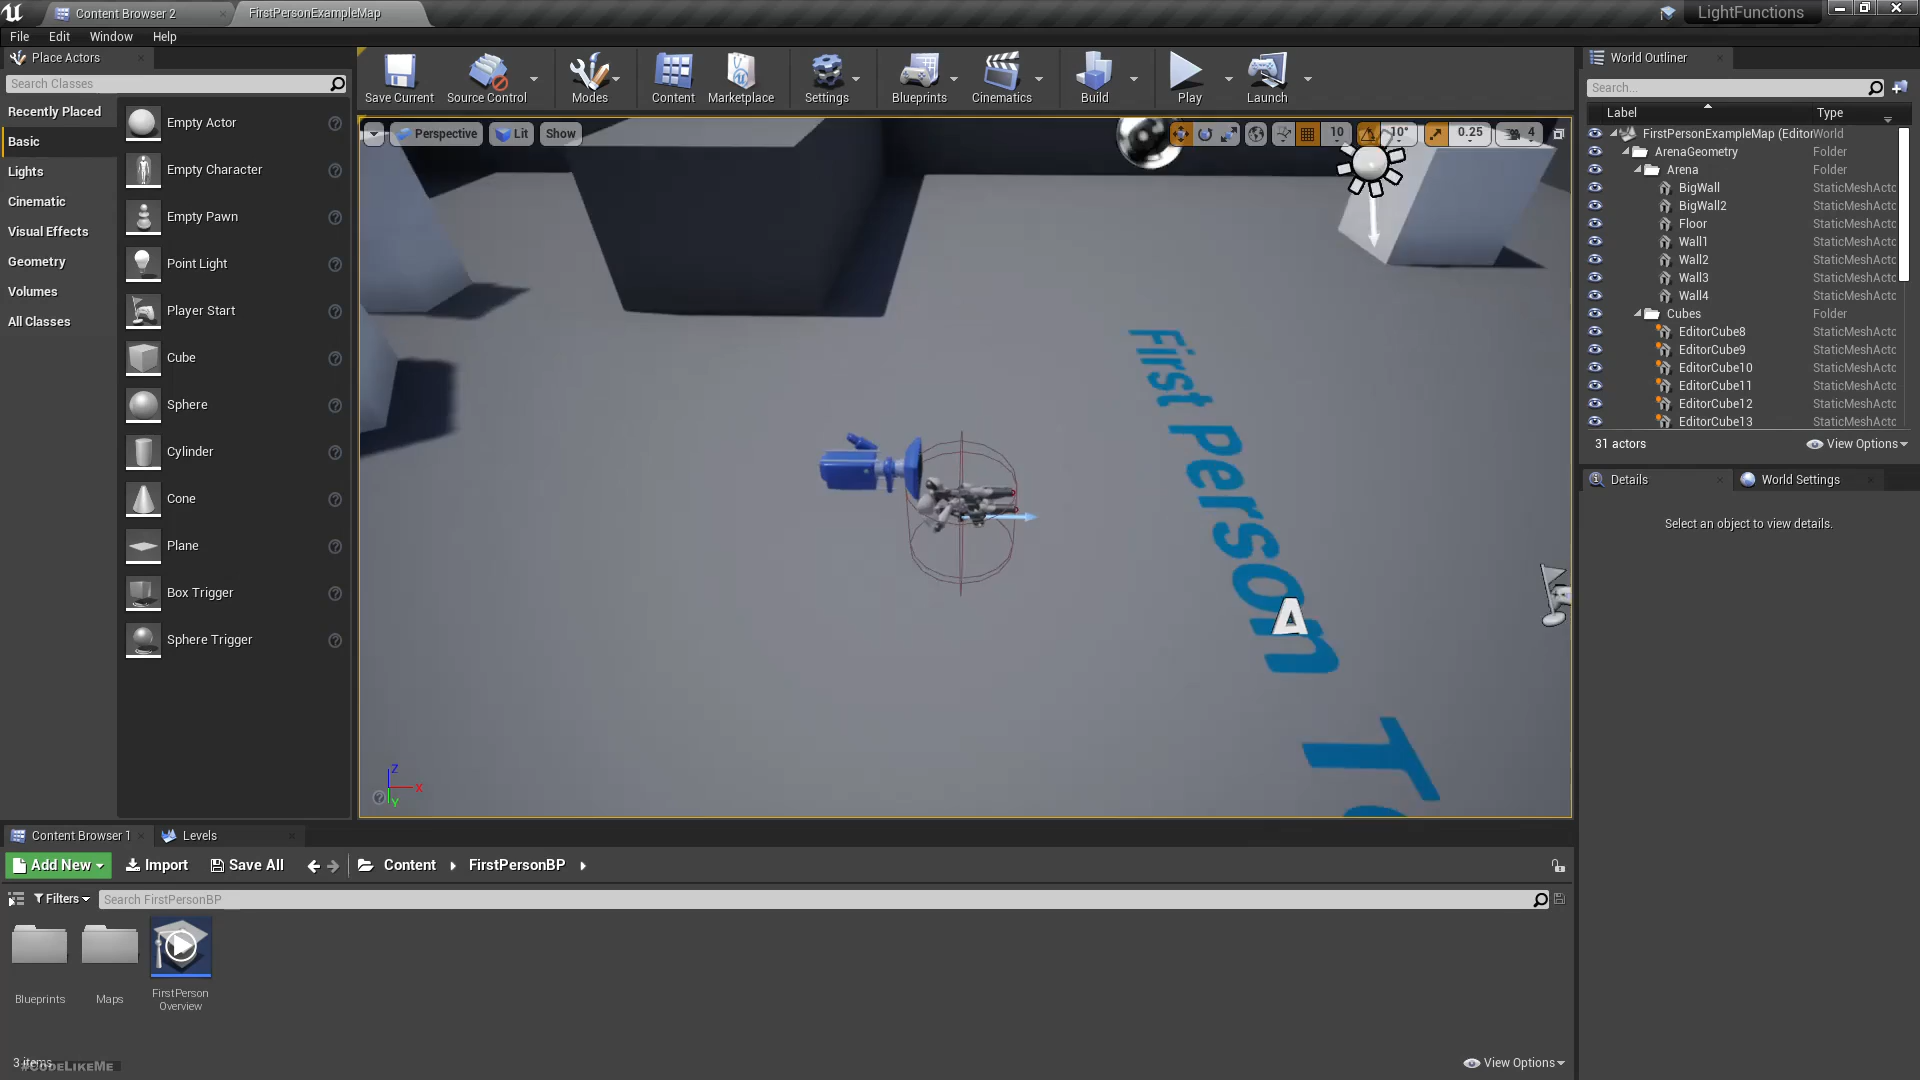 Content Browser 2
FirstPersonExampleMap
LightFunctions
File Edit Window Help
Place Actors
Search Classes
Recently Placed
Basic
Lights
Cinematic
Visual Effects
Geometry
Volumes
All Classes
Empty Actor
Empty Character
Empty Pawn
Point Light
Player Start
Cube
Sphere
Cylinder
Cone
Plane
Box Trigger
Sphere Trigger
Save Current
Source Control
Modes
Content
Marketplace
Settings
Blueprints
Cinematics
Build
Play
Launch
Perspective Lit Show
10 10° 0.25 4
First Person
A
Z
X
Y
World Outliner
Search...
Label Type
FirstPersonExampleMap (Editor World
ArenaGeometry Folder
Arena Folder
BigWall StaticMeshActo
BigWall2 StaticMeshActo
Floor StaticMeshActo
Wall1 StaticMeshActo
Wall2 StaticMeshActo
Wall3 StaticMeshActo
Wall4 StaticMeshActo
Cubes Folder
EditorCube8 StaticMeshActo
EditorCube9 StaticMeshActo
EditorCube10 StaticMeshActo
EditorCube11 StaticMeshActo
EditorCube12 StaticMeshActo
EditorCube13 StaticMeshActo
31 actors
View Options
Details
World Settings
Select an object to view details.
Content Browser 1
Levels
Add New Import Save All Content FirstPersonBP
Filters
Search FirstPersonBP
Blueprints
Maps
FirstPerson
Overview
3 items
#CODELIKEME
View Options